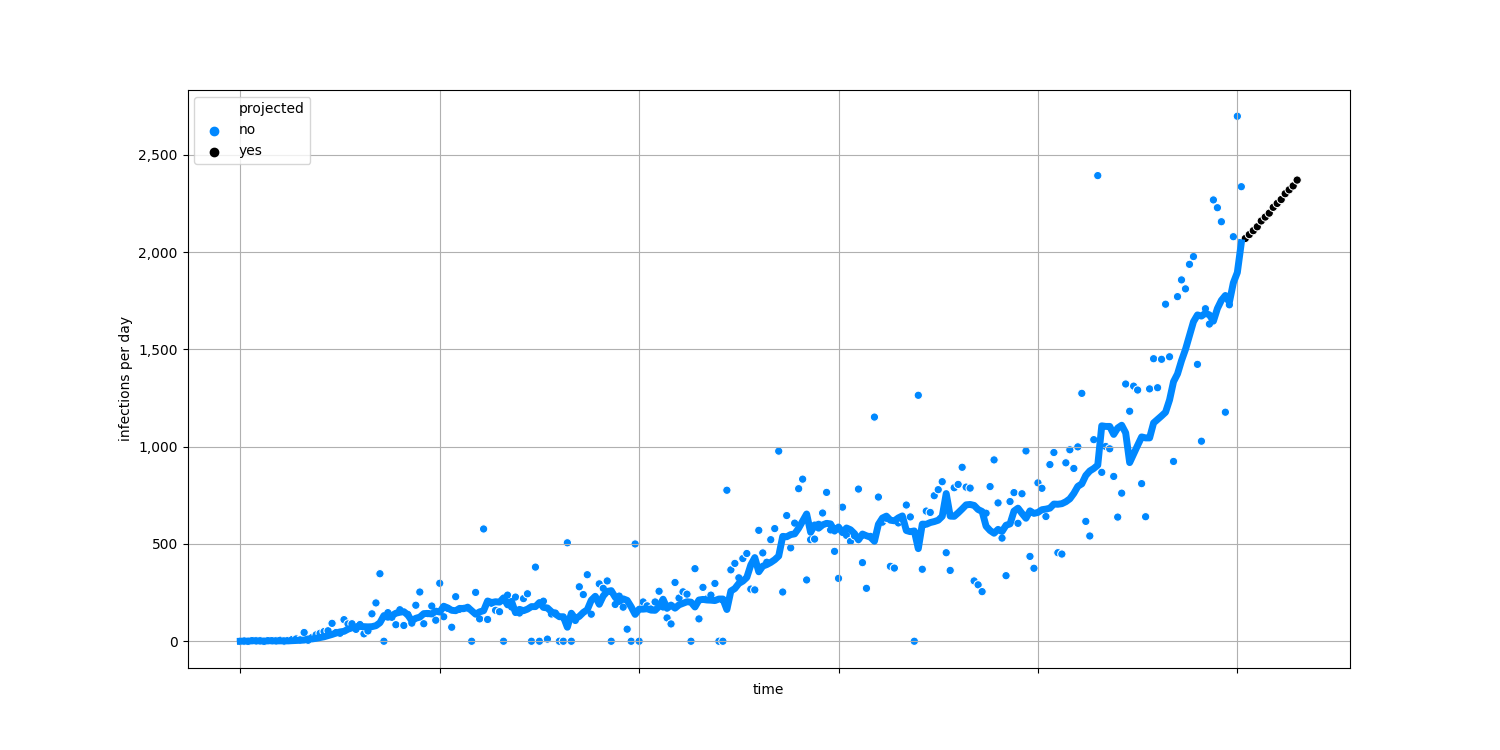 projected
no
yes
2,500
2,000
1,500
1,000
500
0
infections per day
time